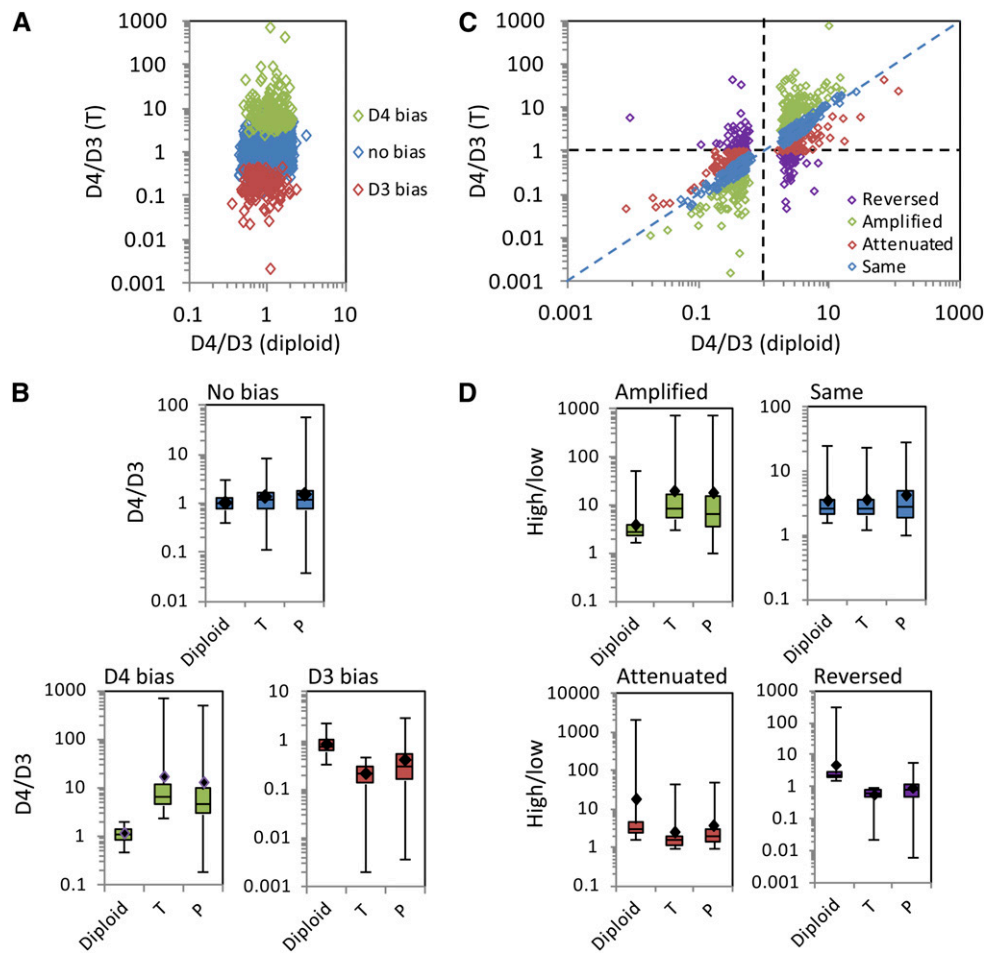 A
1000
100
10
1
0.1
0.01
0.001
D4/D3 (T)
0.1
1
10
D4/D3 (diploid)
D4 bias
no bias
D3 bias
C
1000
100
10
1
0.1
0.01
0.001
D4/D3 (T)
0.001
0.1
10
1000
D4/D3 (diploid)
Reversed
Amplified
Attenuated
Same
B
No bias
100
10
1
0.1
0.01
D4/D3
Diploid
T
P
D4 bias
1000
100
10
1
0.1
D4/D3
Diploid
T
P
D3 bias
10
1
0.1
0.01
0.001
Diploid
T
P
D
Amplified
1000
100
10
1
0.1
High/low
Diploid
T
P
Same
100
10
1
0.1
Diploid
T
P
Attenuated
10000
1000
100
10
1
0.1
High/low
Diploid
T
P
Reversed
1000
100
10
1
0.1
0.01
0.001
Diploid
T
P